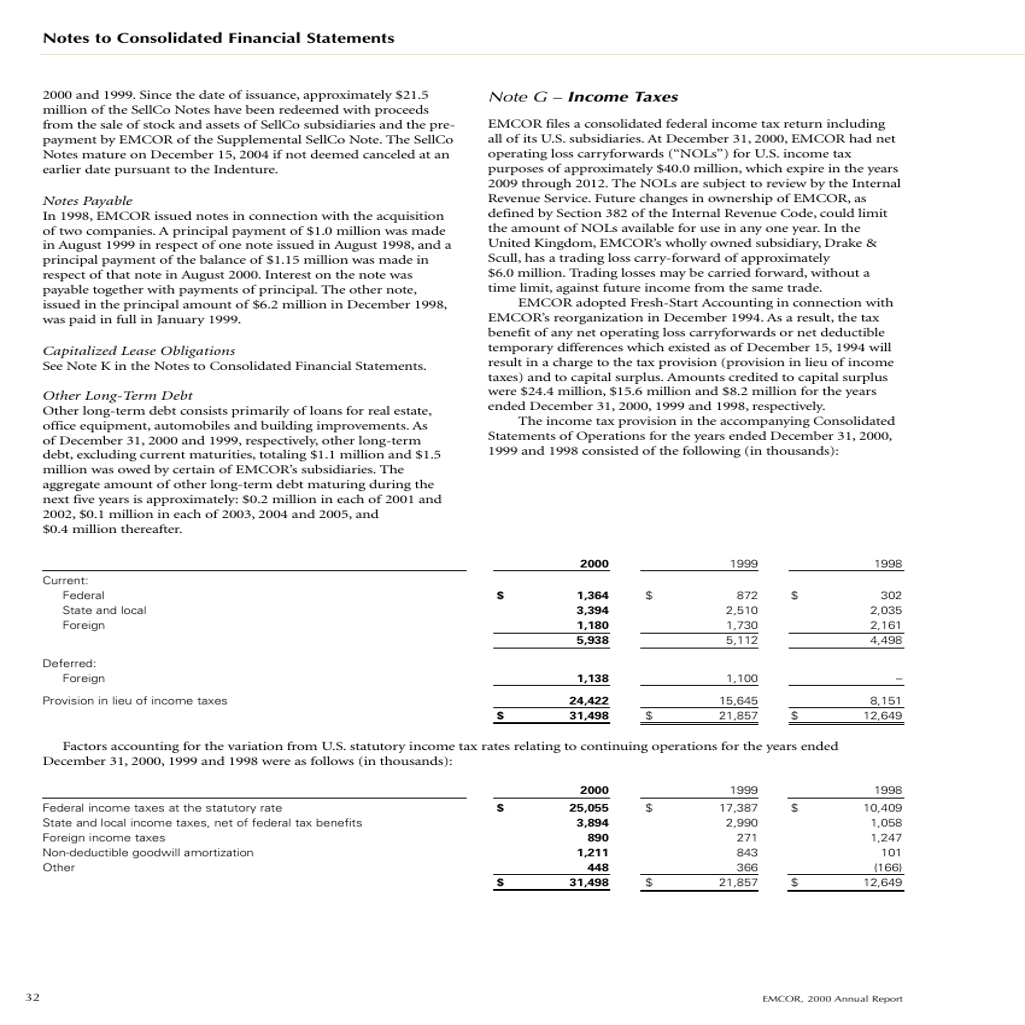 Notes to Consolidated Financial Statements
2000 and 1999. Since the date of issuance, approximately $21.5
million of the SellCo Notes have been redeemed with proceeds
from the sale of stock and assets of SellCo subsidiaries and the pre-
payment by EMCOR of the Supplemental SellCo Note. The SellCo
Notes mature on December 15, 2004 if not deemed canceled at an
earlier date pursuant to the Indenture.
Notes Payable
In 1998, EMCOR issued notes in connection with the acquisition
of two companies. A principal payment of $1.0 million was made
in August 1999 in respect of one note issued in August 1998, and a
principal payment of the balance of $1.15 million was made in
respect of that note in August 2000. Interest on the note was
payable together with payments of principal. The other note,
issued in the principal amount of $6.2 million in December 1998,
was paid in full in January 1999.
Capitalized Lease Obligations
See Note K in the Notes to Consolidated Financial Statements.
Other Long-Term Debt
Other long-term debt consists primarily of loans for real estate,
office equipment, automobiles and building improvements. As
of December 31, 2000 and 1999, respectively, other long-term
debt, excluding current maturities, totaling $1.1 million and $1.5
million was owed by certain of EMCOR's subsidiaries. The
aggregate amount of other long-term debt maturing during the
next five years is approximately: $0.2 million in each of 2001 and
2002, $0.1 million in each of 2003, 2004 and 2005, and
$0.4 million thereafter.
Note G – Income Taxes
EMCOR files a consolidated federal income tax return including
all of its U.S. subsidiaries. At December 31, 2000, EMCOR had net
operating loss carryforwards (“NOLs”) for U.S. income tax
purposes of approximately $40.0 million, which expire in the years
2009 through 2012. The NOLs are subject to review by the Internal
Revenue Service. Future changes in ownership of EMCOR, as
defined by Section 382 of the Internal Revenue Code, could limit
the amount of NOLs available for use in any one year. In the
United Kingdom, EMCOR’s wholly owned subsidiary, Drake &
Scull, has a trading loss carry-forward of approximately
$6.0 million. Trading losses may be carried forward, without a
time limit, against future income from the same trade.
EMCOR adopted Fresh-Start Accounting in connection with
EMCOR’s reorganization in December 1994. As a result, the tax
benefit of any net operating loss carryforwards or net deductible
temporary differences which existed as of December 15, 1994 will
result in a charge to the tax provision (provision in lieu of income
taxes) and to capital surplus. Amounts credited to capital surplus
were $24.4 million, $15.6 million and $8.2 million for the years
ended December 31, 2000, 1999 and 1998, respectively.
The income tax provision in the accompanying Consolidated
Statements of Operations for the years ended December 31, 2000,
1999 and 1998 consisted of the following (in thousands):
2000 1999 1998
Current:
Federal $ 1,364 $ 872 $ 302
State and local 3,394 2,510 2,035
Foreign 1,180 1,730 2,161
5,938 5,112 4,498
Deferred:
Foreign 1,138 1,100 –
Provision in lieu of income taxes 24,422 15,645 8,151
$ 31,498 $ 21,857 $ 12,649
Factors accounting for the variation from U.S. statutory income tax rates relating to continuing operations for the years ended
December 31, 2000, 1999 and 1998 were as follows (in thousands):
2000 1999 1998
Federal income taxes at the statutory rate $ 25,055 $ 17,387 $ 10,409
State and local income taxes, net of federal tax benefits 3,894 2,990 1,058
Foreign income taxes 890 271 1,247
Non-deductible goodwill amortization 1,211 843 101
Other 448 366 (166)
$ 31,498 $ 21,857 $ 12,649
32
EMCOR, 2000 Annual Report